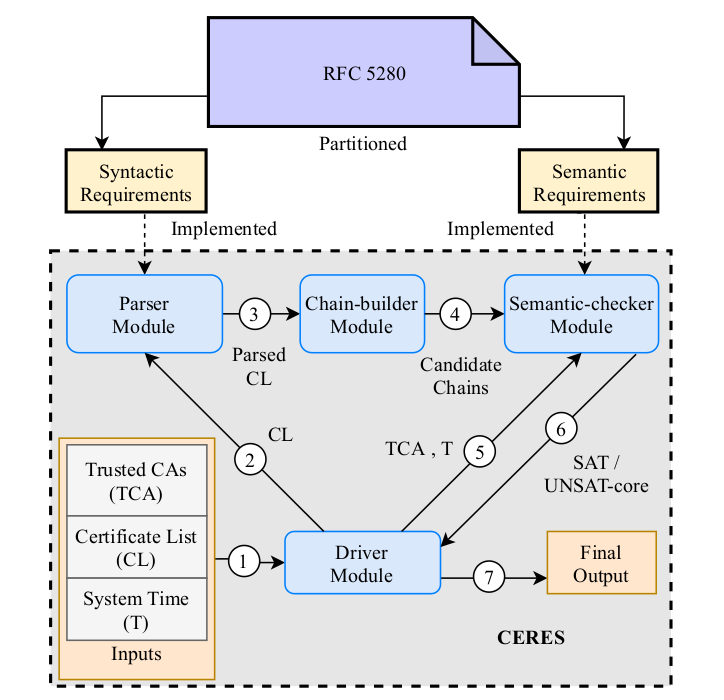 RFC 5280
Partitioned
Syntactic
Requirements
Semantic
Requirements
Implemented
Implemented
Parser
Module
3
Parsed
CL
Chain-builder
Module
4
Candidate
Chains
Semantic-checker
Module
2
CL
TCA , T
5
6
SAT /
UNSAT-core
Trusted CAs
(TCA)
Certificate List
(CL)
System Time
(T)
Inputs
1
Driver
Module
7
Final
Output
CERES